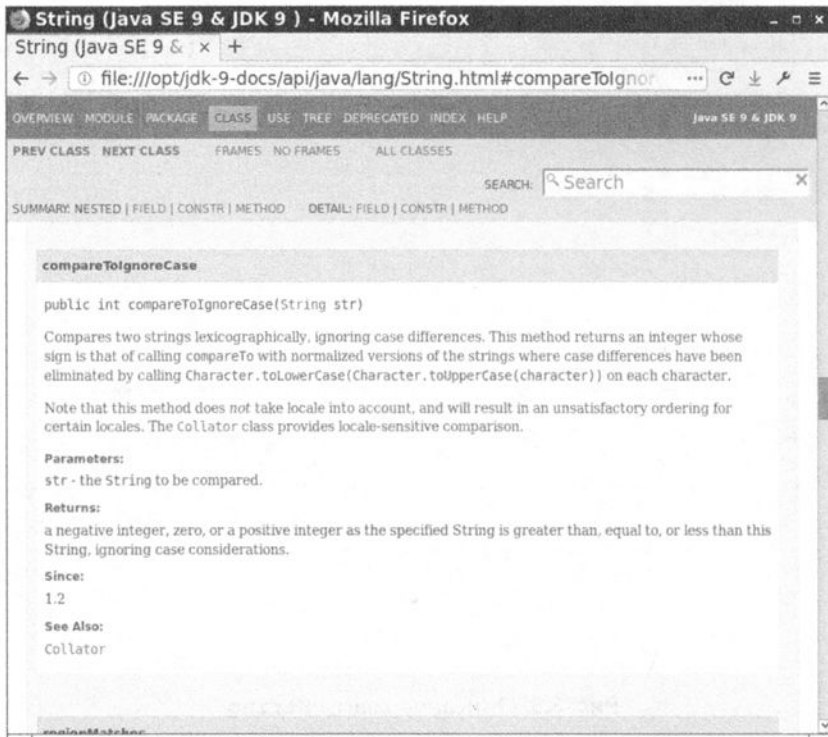 String (Java SE 9 & JDK 9 ) - Mozilla Firefox
String (Java SE 9 & × +
file:///opt/jdk-9-docs/api/java/lang/String.html#compareToIgnor
OVERVIEW MODULE PACKAGE CLASS USE TREE DEPRECATED INDEX HELP Java SE 9 & JDK 9
PREV CLASS NEXT CLASS FRAMES NO FRAMES ALL CLASSES
SEARCH: Search
SUMMARY: NESTED | FIELD | CONSTR | METHOD DETAIL: FIELD | CONSTR | METHOD
compareToIgnoreCase
public int compareToIgnoreCase(String str)
Compares two strings lexicographically, ignoring case differences. This method returns an integer whose
sign is that of calling compareTo with normalized versions of the strings where case differences have been
eliminated by calling Character.toLowerCase(Character.toUpperCase(character)) on each character.
Note that this method does not take locale into account, and will result in an unsatisfactory ordering for
certain locales. The Collator class provides locale-sensitive comparison.
Parameters:
str - the String to be compared.
Returns:
a negative integer, zero, or a positive integer as the specified String is greater than, equal to, or less than this
String, ignoring case considerations.
Since:
1.2
See Also:
Collator
regionMatches